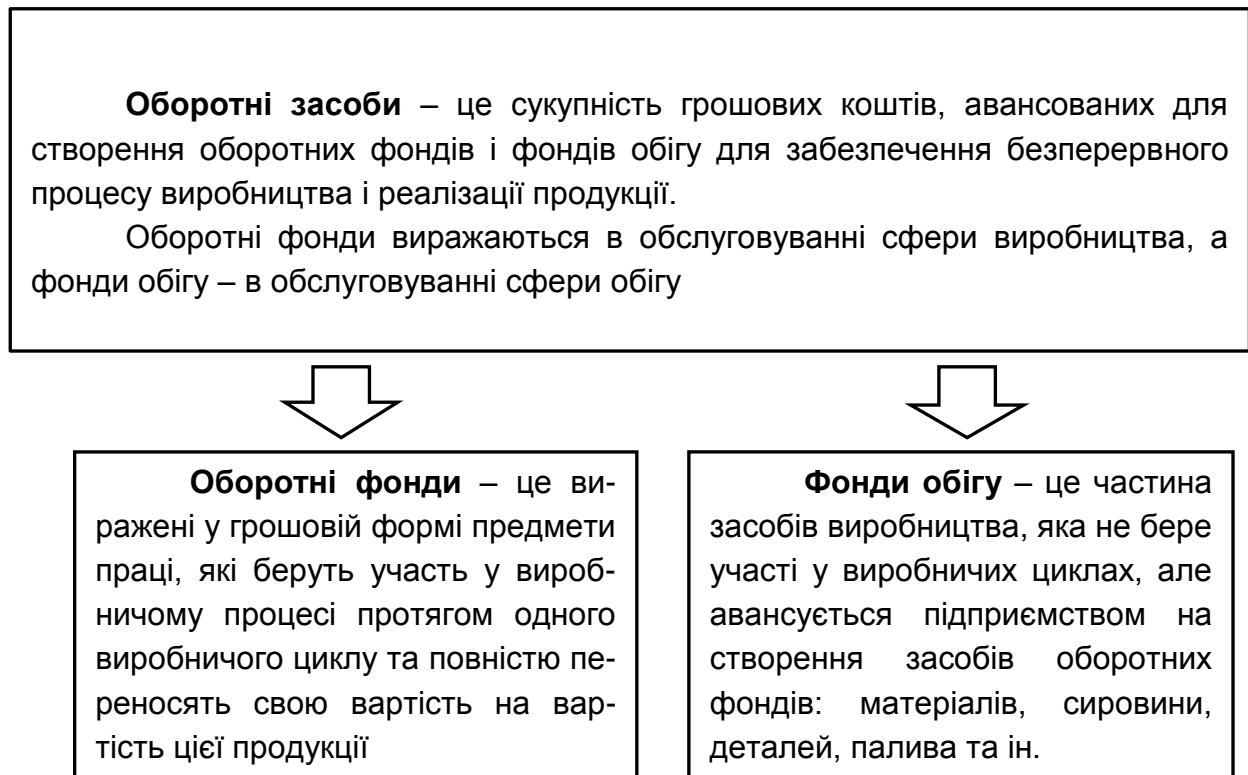 Оборотні засоби – це сукупність грошових коштів, авансованих для
створення оборотних фондів і фондів обігу для забезпечення безперервного
процесу виробництва і реалізації продукції.
Оборотні фонди виражаються в обслуговуванні сфери виробництва, а
фонди обігу – в обслуговуванні сфери обігу
Оборотні фонди – це ви-
ражені у грошовій формі предмети
праці, які беруть участь у вироб-
ничому процесі протягом одного
виробничого циклу та повністю пе-
реносять свою вартість на вар-
тість цієї продукції
Фонди обігу – це частина
засобів виробництва, яка не бере
участі у виробничих циклах, але
авансується підприємством на
створення засобів оборотних
фондів: матеріалів, сировини,
деталей, палива та ін.